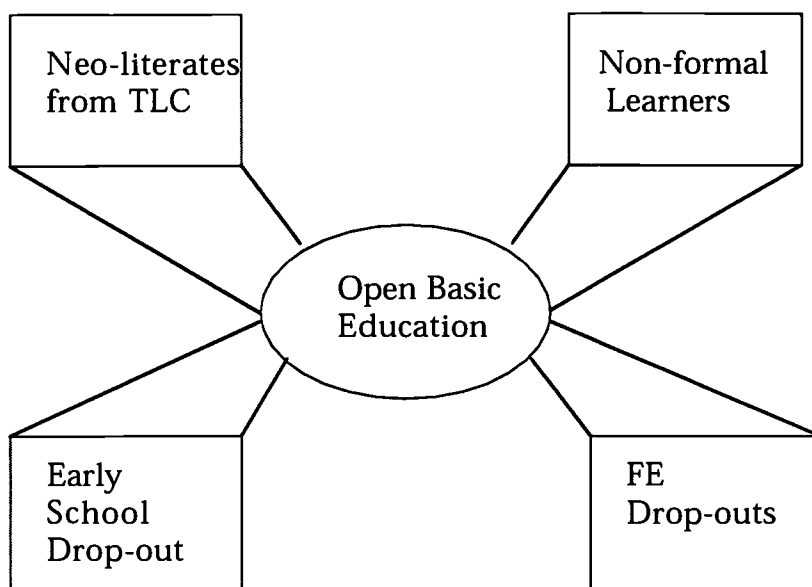 Neo-literates
from TLC
Non-formal
Learners
Open Basic
Education
Early
School
Drop-out
FE
Drop-outs